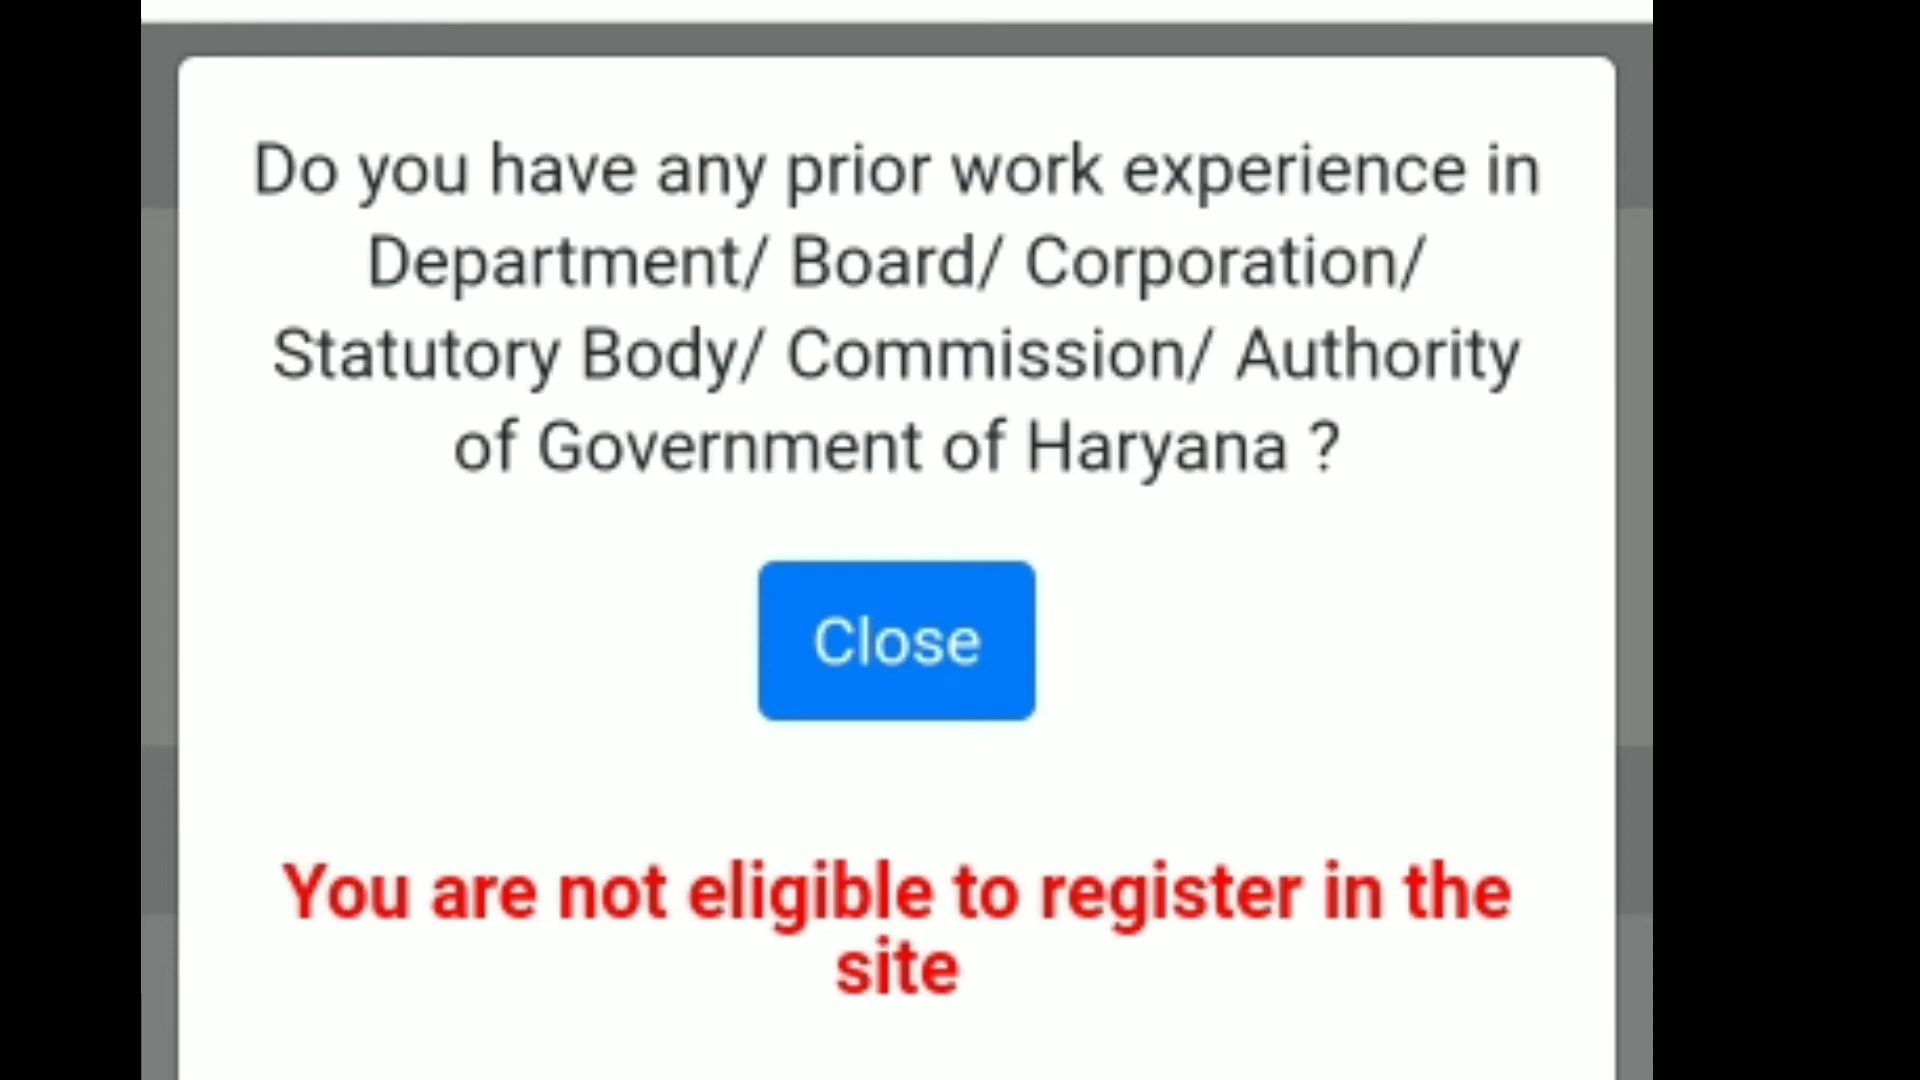 Do you have any prior work experience in
Department/ Board/ Corporation/
Statutory Body/ Commission/ Authority
of Government of Haryana ?
Close
You are not eligible to register in the
site